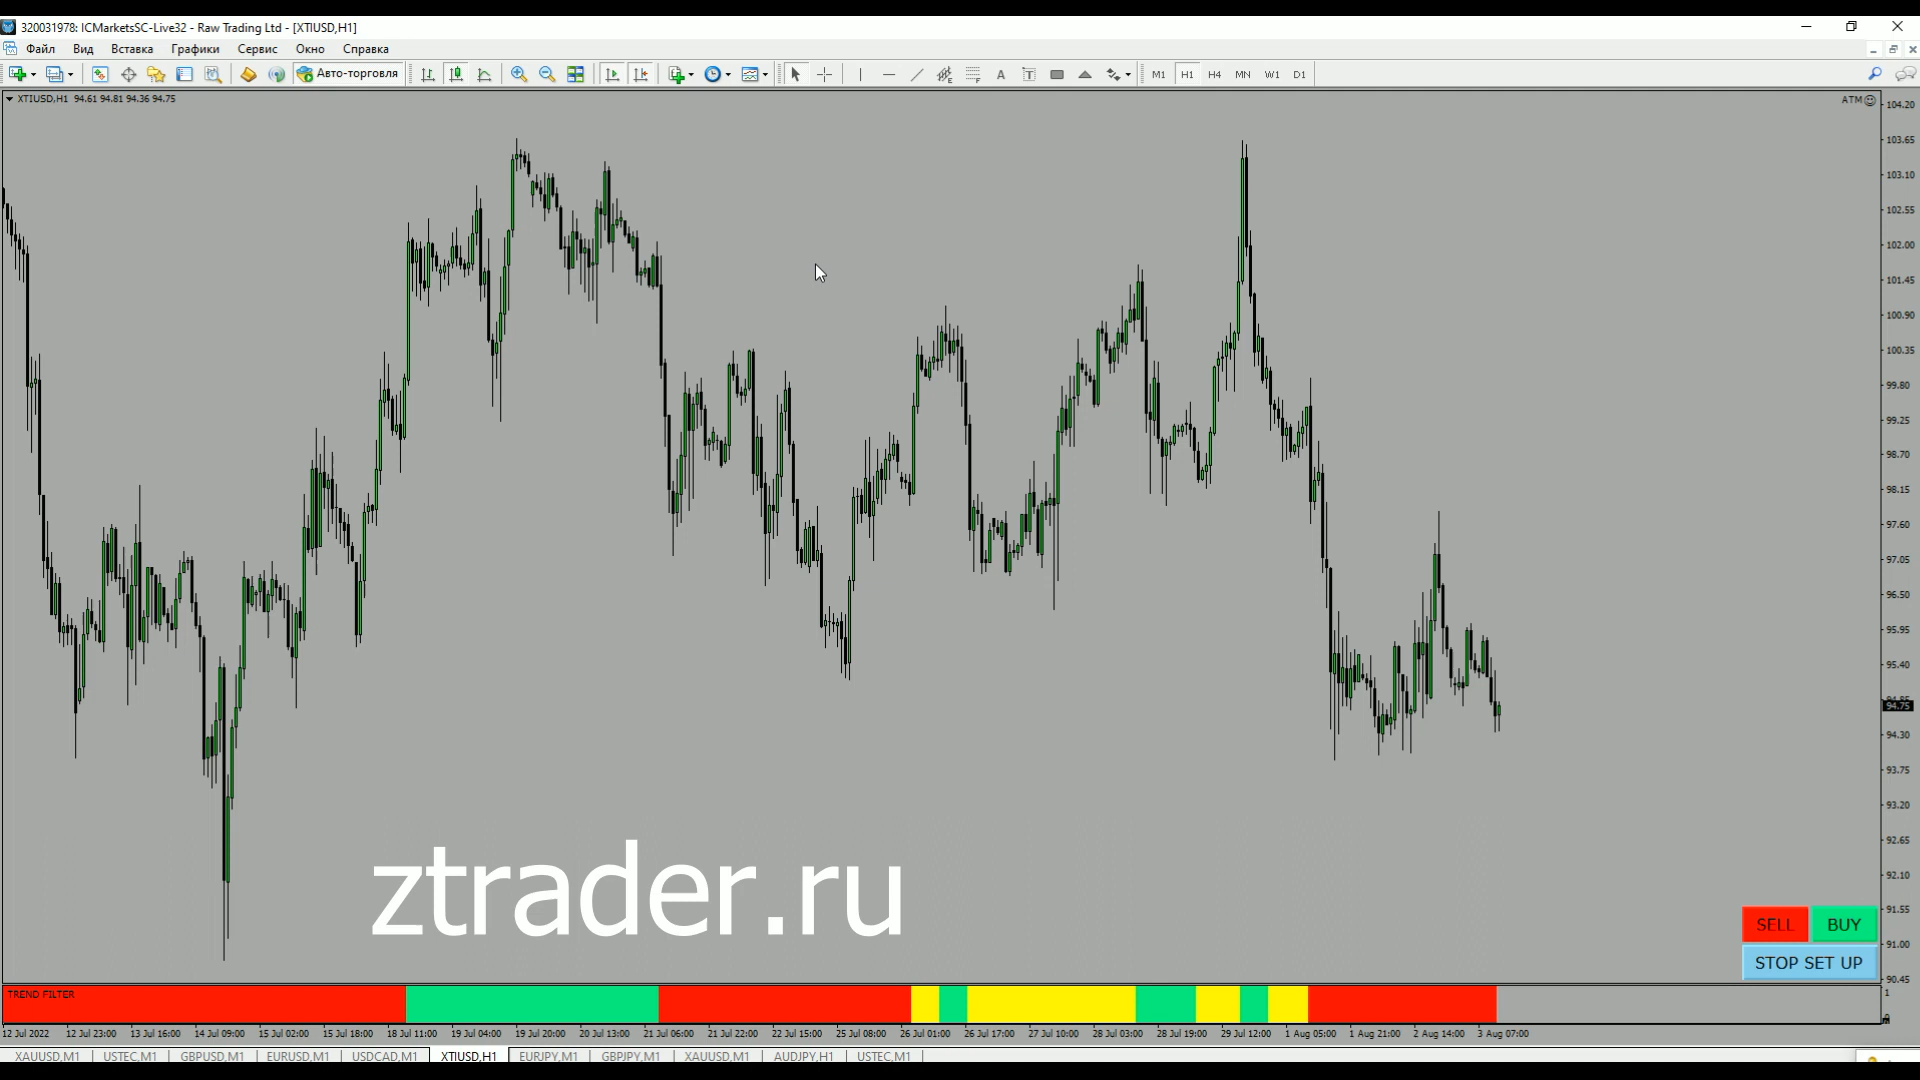 320031978: ICMarketsSC-Live32 - Raw Trading Ltd - [XTIUSD,H1]
Файл Вид Вставка Графики Сервис Окно Справка
Авто-торговля M1 H1 H4 MN W1 D1
XTIUSD,H1 94.61 94.81 94.36 94.75
ATM
104.20
103.65
103.10
102.55
102.00
101.45
100.90
100.35
99.80
99.25
98.70
98.15
97.60
97.05
96.50
95.95
95.40
94.85
94.75
94.30
93.75
93.20
92.65
92.10
91.55
91.00
90.45
ztrader.ru
SELL BUY
STOP SET UP
TREND FILTER
1
12 Jul 2022 12 Jul 23:00 13 Jul 16:00 14 Jul 09:00 15 Jul 02:00 15 Jul 18:00 18 Jul 11:00 19 Jul 04:00 19 Jul 20:00 20 Jul 13:00 21 Jul 06:00 21 Jul 22:00 22 Jul 15:00 25 Jul 08:00 26 Jul 01:00 26 Jul 17:00 27 Jul 10:00 28 Jul 03:00 28 Jul 19:00 29 Jul 12:00 1 Aug 05:00 1 Aug 21:00 2 Aug 14:00 3 Aug 07:00
XAUUSD,M1 USTEC,M1 GBPUSD,M1 EURUSD,M1 USDCAD,M1 XTIUSD,H1 EURJPY,M1 GBPJPY,M1 XAUUSD,M1 AUDJPY,H1 USTEC,M1